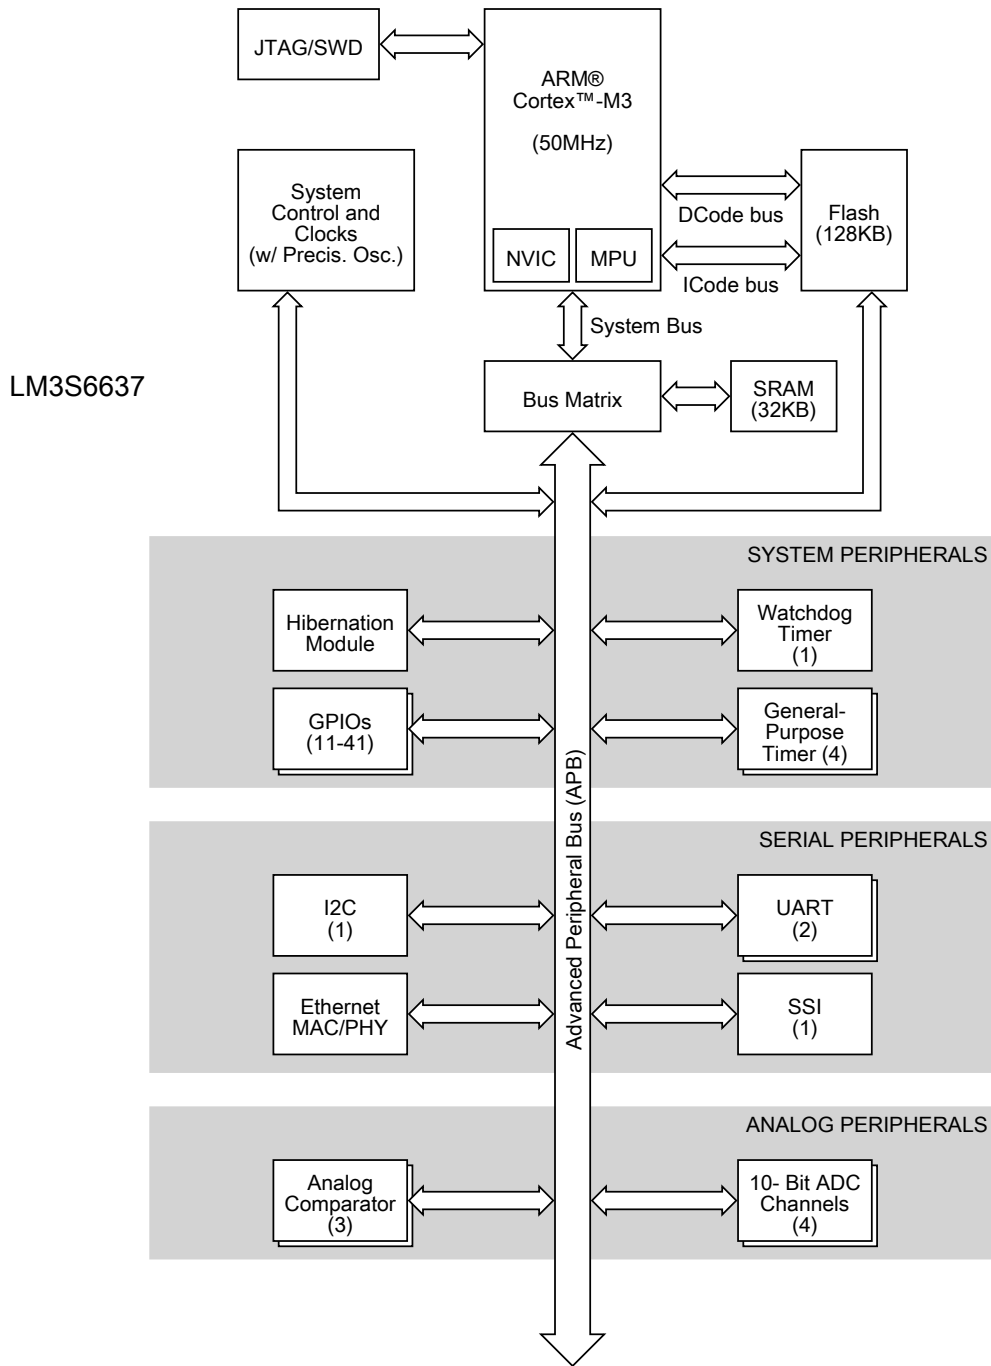 JTAG/SWD
ARM®
Cortex™-M3
(50MHz)
NVIC
MPU
System
Control and
Clocks
(w/ Precis. Osc.)
DCode bus
ICode bus
Flash
(128KB)
System Bus
LM3S6637
Bus Matrix
SRAM
(32KB)
SYSTEM PERIPHERALS
Hibernation
Module
Watchdog
Timer
(1)
GPIOs
(11-41)
General-
Purpose
Timer (4)
Advanced Peripheral Bus (APB)
SERIAL PERIPHERALS
I2C
(1)
UART
(2)
Ethernet
MAC/PHY
SSI
(1)
ANALOG PERIPHERALS
Analog
Comparator
(3)
10- Bit ADC
Channels
(4)